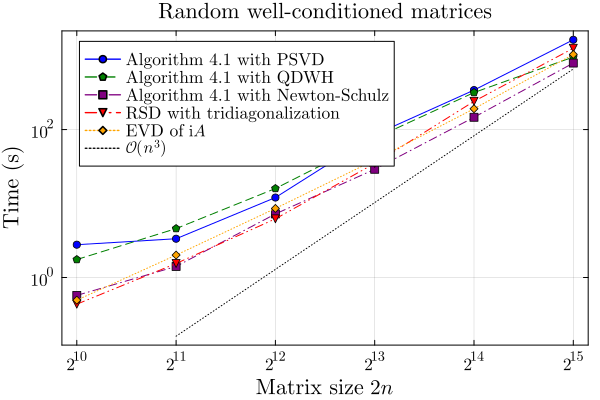 Random well-conditioned matrices
Algorithm 4.1 with PSVD
Algorithm 4.1 with QDWH
Algorithm 4.1 with Newton-Schulz
RSD with tridiagonalization
EVD of iA
𝒪(n³)
Time (s)
10²
10⁰
2¹⁰ 2¹¹ 2¹² 2¹³ 2¹⁴ 2¹⁵
Matrix size 2n